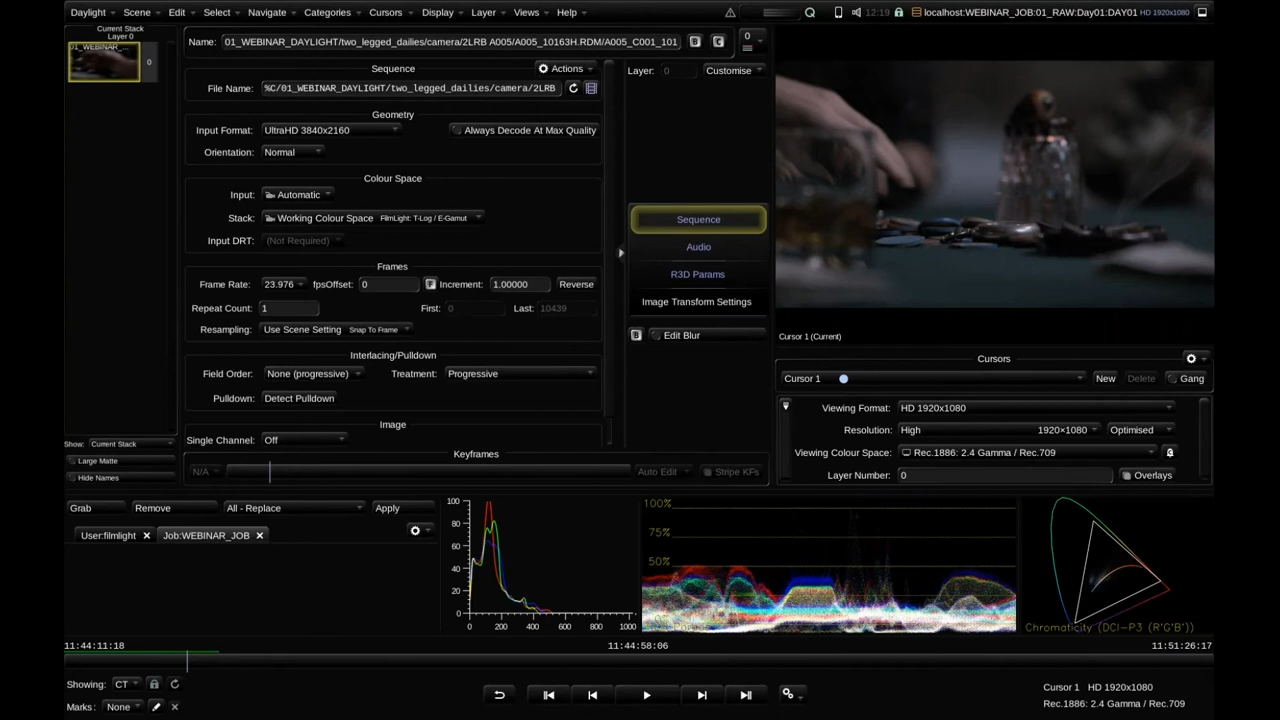 Daylight Scene Edit Select Navigate Categories Cursors Display Layer Views Help 12:19 localhost:WEBINAR_JOB:01_RAW:Day01:DAY01 HD 1920x1080
Current Stack
Layer 0
01_WEBINAR_...
0
Name: 01_WEBINAR_DAYLIGHT/two_legged_dailies/camera/2LRB A005/A005_10163H.RDM/A005_C001_101 0
Sequence Actions
File Name: %C/01_WEBINAR_DAYLIGHT/two_legged_dailies/camera/2LRB
Geometry
Input Format: UltraHD 3840x2160 Always Decode At Max Quality
Orientation: Normal
Colour Space
Input: Automatic
Stack: Working Colour Space FilmLight: T-Log / E-Gamut
Input DRT: (Not Required)
Frames
Frame Rate: 23.976 fpsOffset: 0 F Increment: 1.00000 Reverse
Repeat Count: 1 First: 0 Last: 10439
Resampling: Use Scene Setting Snap To Frame
Interlacing/Pulldown
Field Order: None (progressive) Treatment: Progressive
Pulldown: Detect Pulldown
Image
Single Channel: Off
Keyframes
N/A Auto Edit Stripe KFs
Layer: 0 Customise
Sequence
Audio
R3D Params
Image Transform Settings
Edit Blur
Cursor 1 (Current)
Cursors
Cursor 1 New Delete Gang
Viewing Format: HD 1920x1080
Resolution: High 1920×1080 Optimised
Viewing Colour Space: Rec.1886: 2.4 Gamma / Rec.709
Layer Number: 0 Overlays
Show: Current Stack
Large Matte
Hide Names
Grab Remove All - Replace Apply
User:filmlight Job:WEBINAR_JOB
100
80
60
40
20
0
0 200 400 600 800 1000
100%
75%
50%
Chromaticity (DCI-P3 (R'G'B'))
11:44:11:18 11:44:58:06 11:51:26:17
Showing: CT
Marks: None
Cursor 1 HD 1920x1080
Rec.1886: 2.4 Gamma / Rec.709